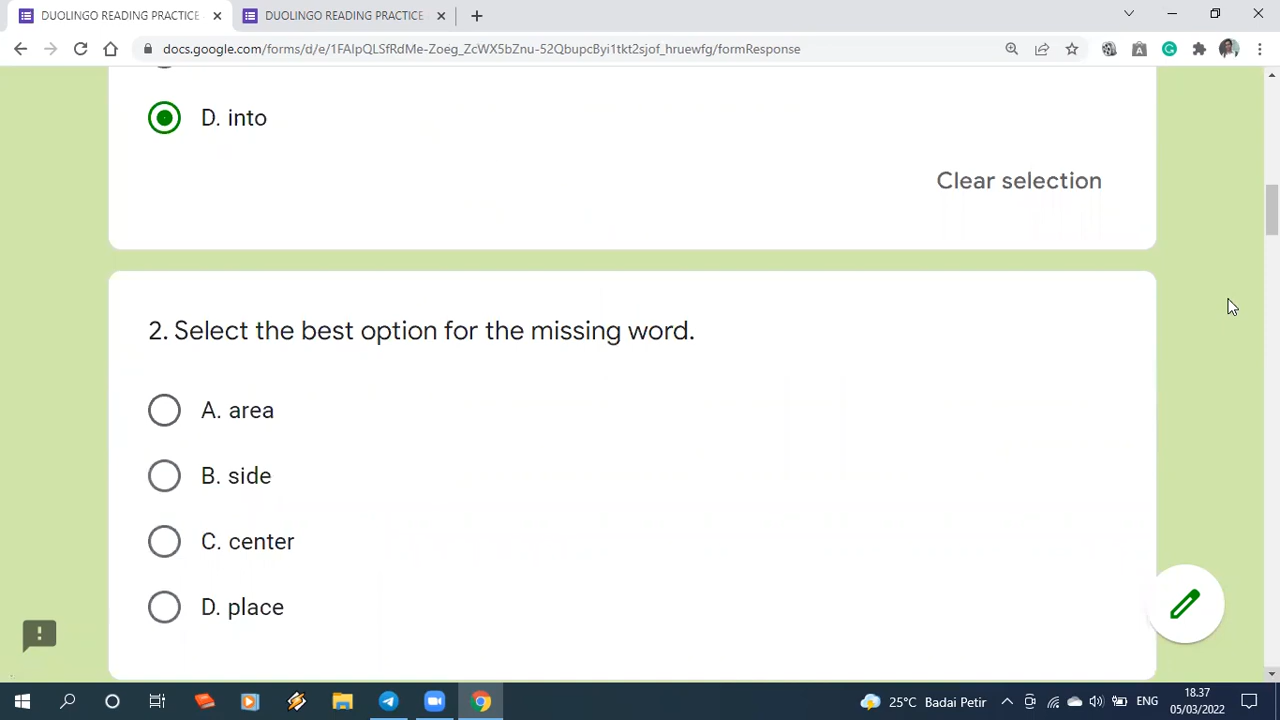 DUOLINGO READING PRACTICE
DUOLINGO READING PRACTICE
docs.google.com/forms/d/e/1FAIpQLSfRdMe-Zoeg_ZcWX5bZnu-52QbupcByi1tkt2sjof_hruewfg/formResponse
D. into
Clear selection
2. Select the best option for the missing word.
A. area
B. side
C. center
D. place
25°C Badai Petir
ENG
18.37
05/03/2022